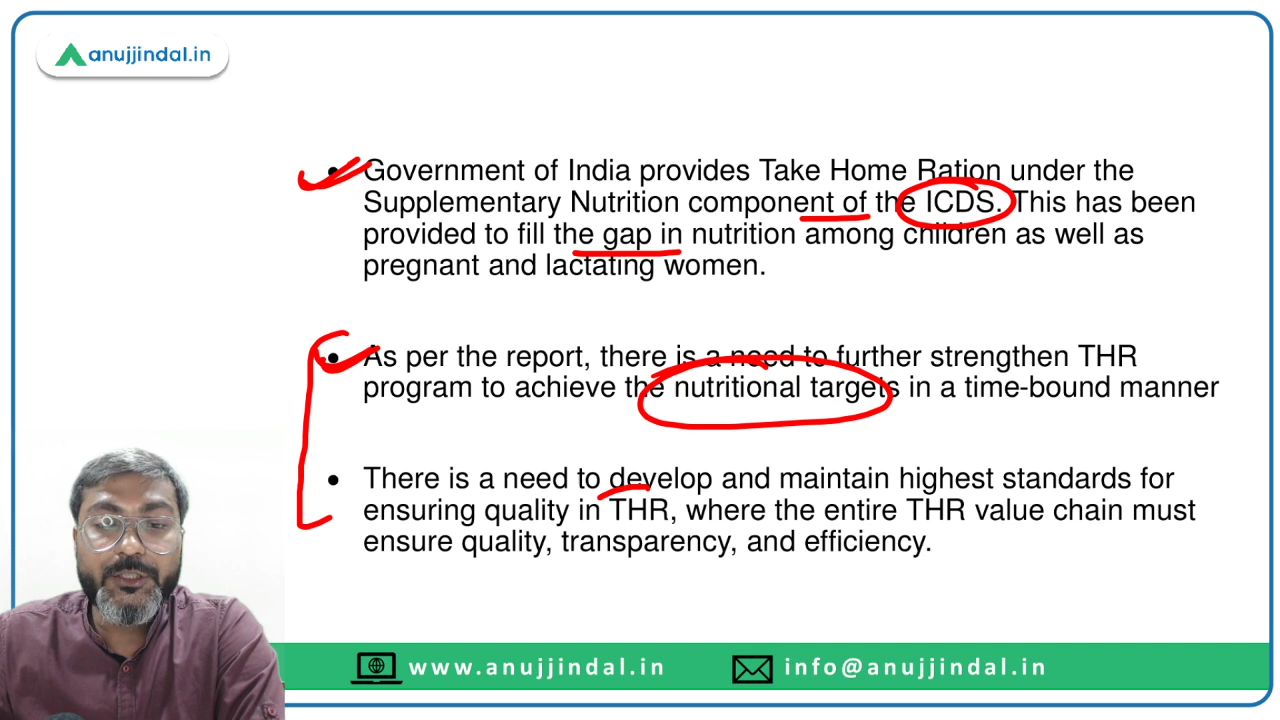 anujjindal.in
• Government of India provides Take Home Ration under the
Supplementary Nutrition component of the ICDS. This has been
provided to fill the gap in nutrition among children as well as
pregnant and lactating women.
• As per the report, there is a need to further strengthen THR
program to achieve the nutritional targets in a time-bound manner
• There is a need to develop and maintain highest standards for
ensuring quality in THR, where the entire THR value chain must
ensure quality, transparency, and efficiency.
www.anujjindal.in
info@anujjindal.in